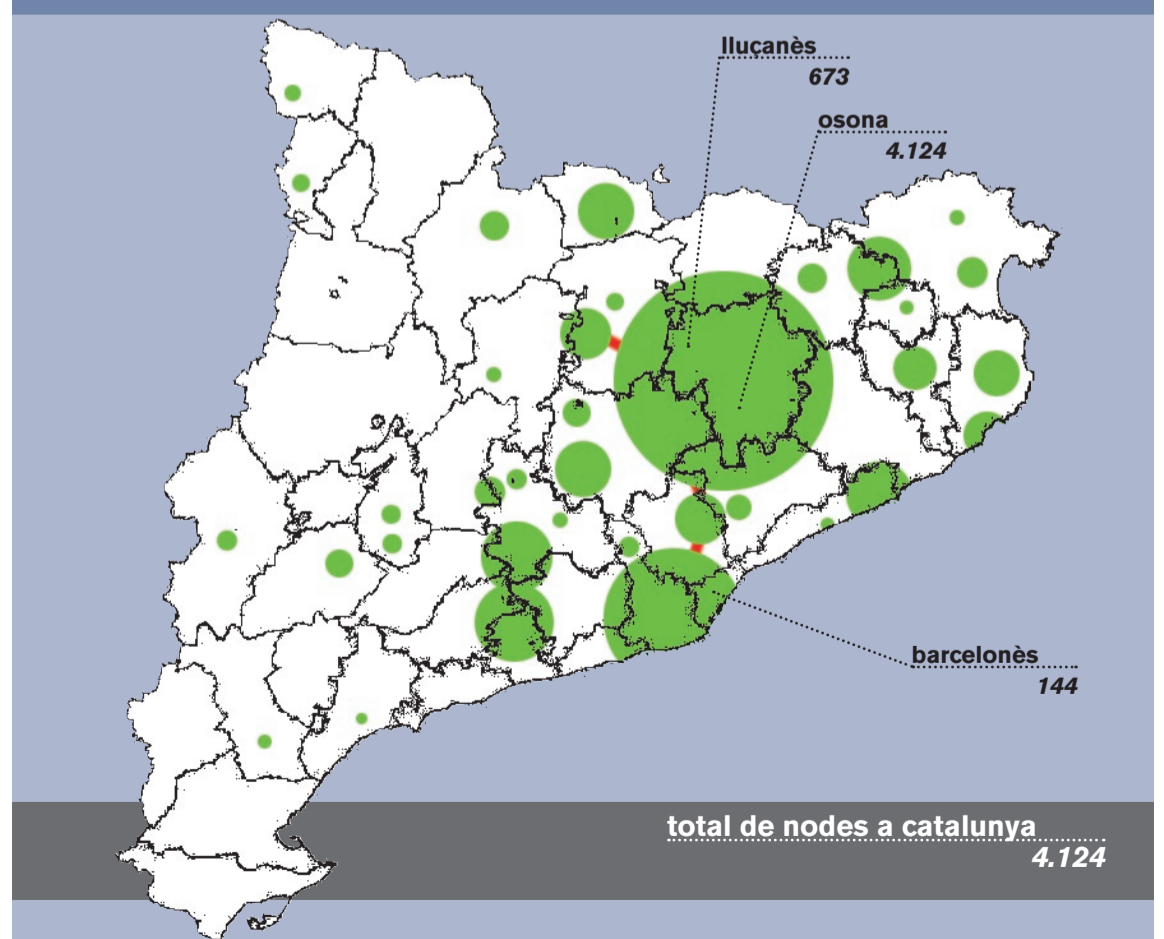 lluçanès
673
osona
4.124
barcelonès
144
total de nodes a catalunya
4.124